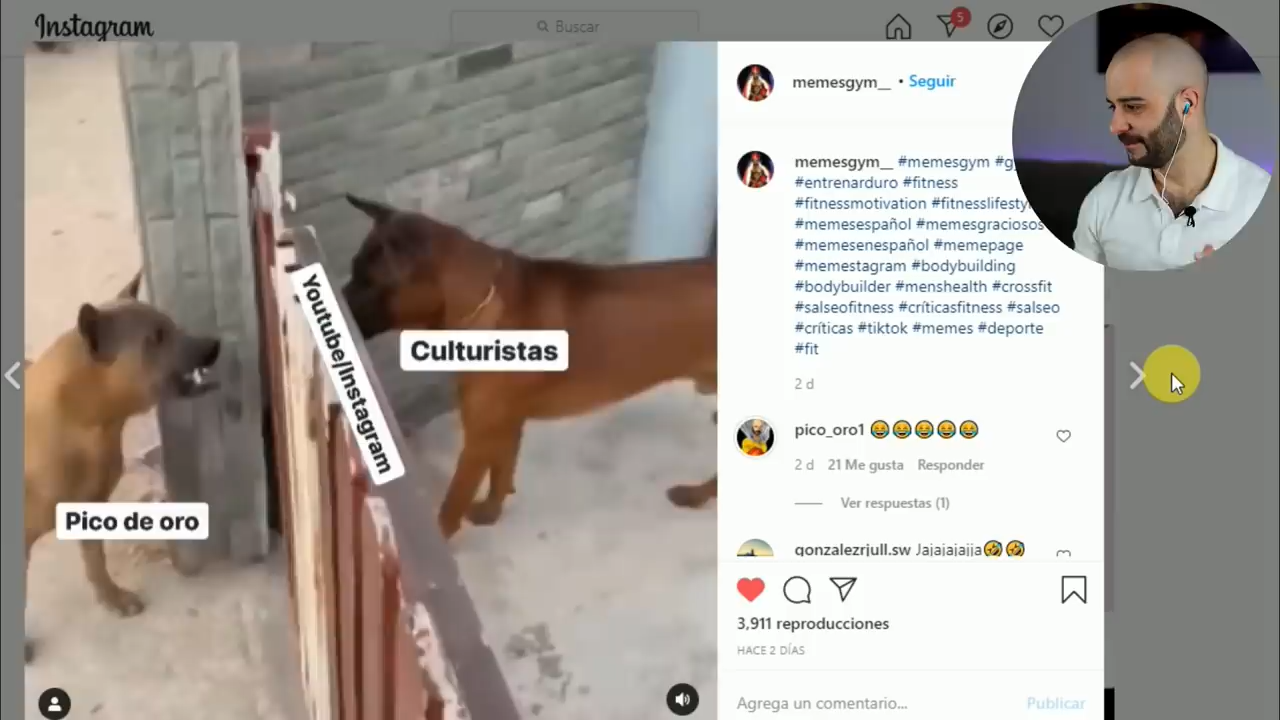 Instagram
Buscar
5
memesgym__ • Seguir
memesgym__ #memesgym
#entrenarduro #fitness
#fitnessmotivation
#memesespañol #memesgraciosos
#memesenespañol #memepage
#memestagram #bodybuilding
#bodybuilder #menshealth #crossfit
#salseofitness #críticasfitness #salseo
#críticas #tiktok #memes #deporte
#fit
2 d
pico_oro1 😂😂😂😂😂
2 d 21 Me gusta Responder
Ver respuestas (1)
gonzalezrjull.sw Jajajajajja🤣🤣
3,911 reproducciones
HACE 2 DÍAS
Agrega un comentario... Publicar
Youtube/Instagram
Culturistas
Pico de oro